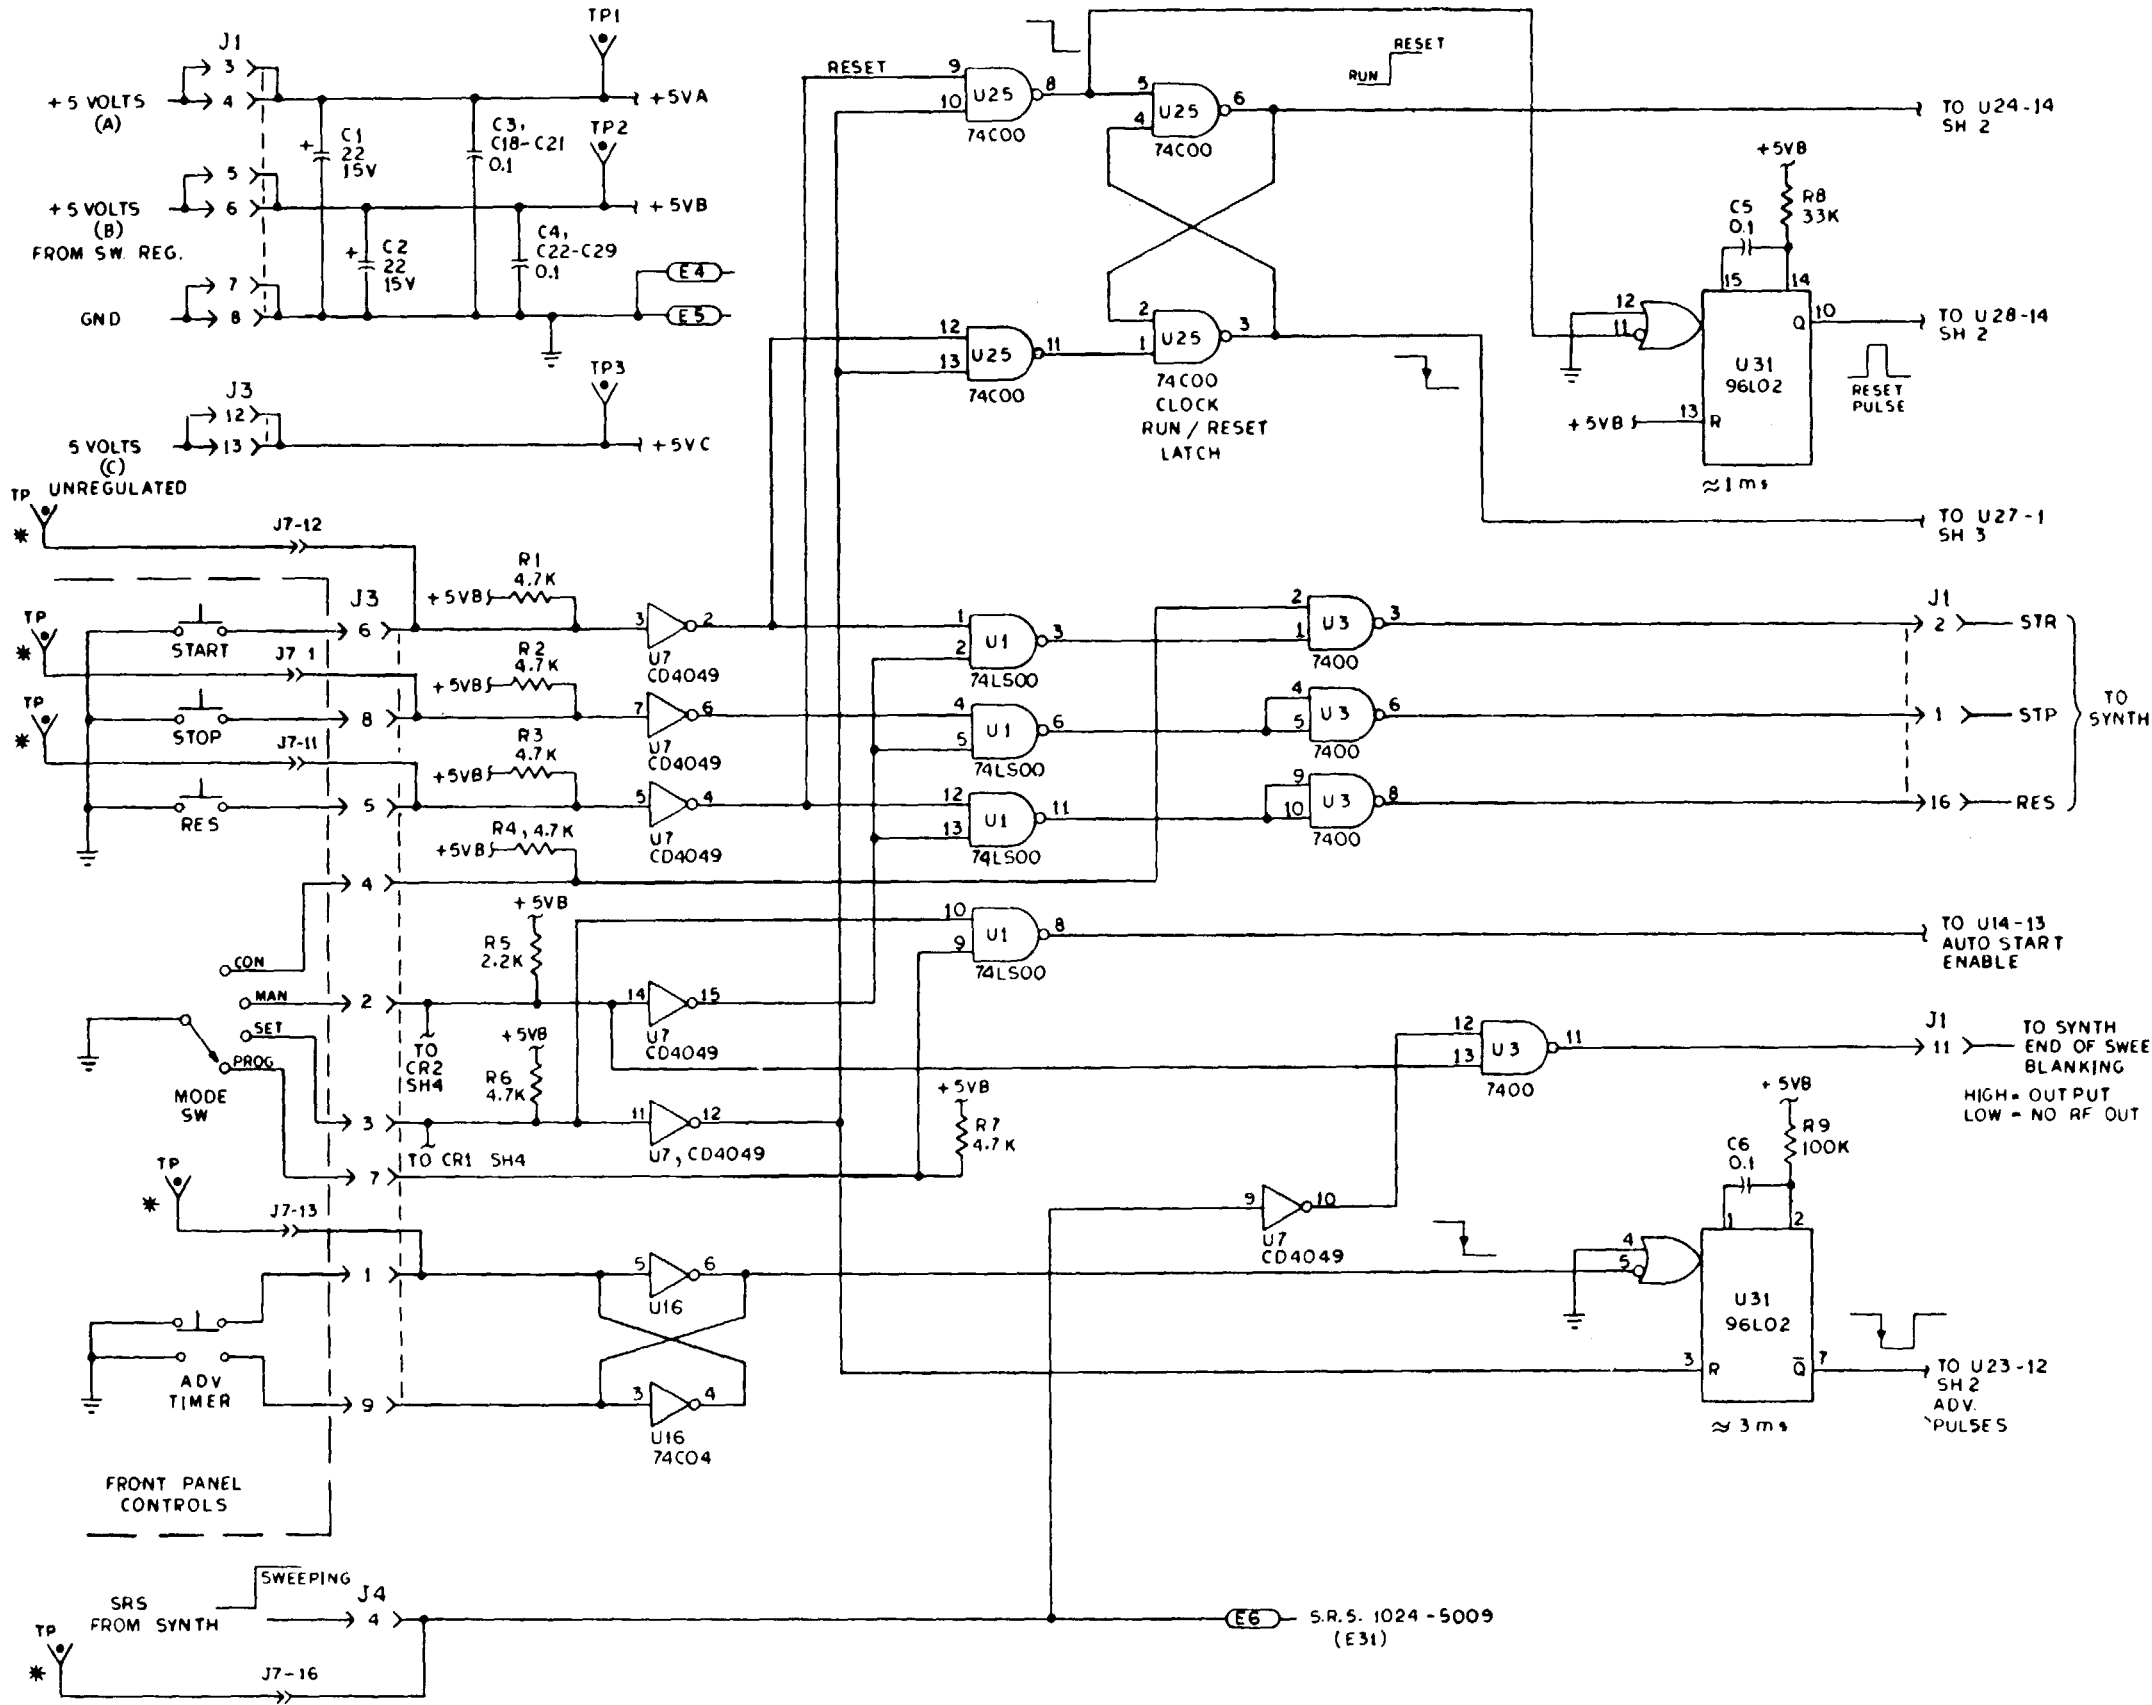 J1
3
4
+5 VOLTS
(A)
5
6
+5 VOLTS
(B)
FROM SW. REG.
7
8
GND
C1
22
15V
+
C3,
C18-C21
0.1
TP1
+5VA
TP2
+5VB
+
C2
22
15V
C4,
C22-C29
0.1
E4
E5
J3
12
13
5 VOLTS
(C)
UNREGULATED
TP3
+5VC
RESET
9
10
U25
8
74C00
5
4
U25
6
74C00
RUN
RESET
TO U24-14
SH 2
12
13
U25
11
74C00
2
1
U25
3
74C00
CLOCK
RUN / RESET
LATCH
+5VB
R8
33K
C5
0.1
15
14
12
11
Q
10
U31
96L02
+5VB
13
R
≈1ms
TO U28-14
SH 2
RESET
PULSE
TO U27-1
SH 3
TP
*
J7-12
TP
*
START
J3
6
J7 1
TP
*
STOP
8
J7-11
RES
5
4
R1
4.7K
+5VB
3
2
U7
CD4049
R2
4.7K
+5VB
7
6
U7
CD4049
R3
4.7K
+5VB
5
4
U7
CD4049
R4, 4.7K
+5VB
1
2
U1
3
74LS00
4
5
U1
6
74LS00
12
13
U1
11
74LS00
2
1
U3
3
7400
4
5
U3
6
7400
9
10
U3
8
7400
J1
2
STR
1
STP
16
RES
TO
SYNTH
10
9
U1
8
74LS00
TO U14-13
AUTO START
ENABLE
CON
MAN
SET
PROG
MODE
SW
2
3
7
+5VB
R5
2.2K
TO
CR2
SH4
14
15
U7
CD4049
+5VB
R6
4.7K
TO CR1 SH4
11
12
U7, CD4049
+5VB
R7
4.7K
12
13
U3
11
7400
J1
11
TO SYNTH
END OF SWEE
BLANKING
HIGH= OUTPUT
LOW = NO RF OUT
9
10
U7
CD4049
TP
*
J7-13
1
9
ADV
TIMER
5
6
U16
3
4
U16
74C04
+5VB
R9
100K
C6
0.1
1
2
4
5
U31
96L02
3
R
Q
7
≈3ms
TO U23-12
SH 2
ADV.
PULSES
FRONT PANEL
CONTROLS
SRS
FROM SYNTH
SWEEPING
J4
4
TP
*
J7-16
E6
S.R.S. 1024-5009
(E31)